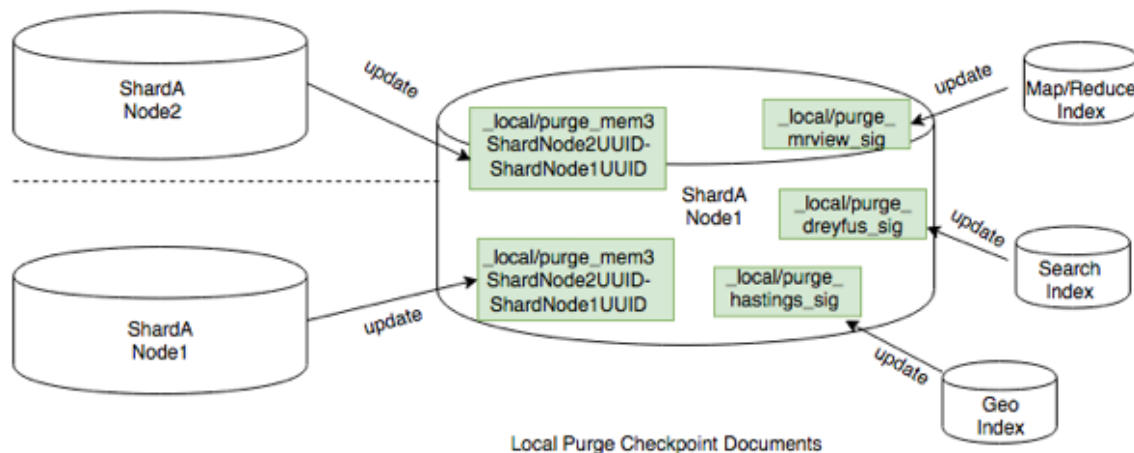 ShardA
Node2
update
_local/purge_mem3
ShardNode2UUID-
ShardNode1UUID
_local/purge_
mrview_sig
update
Map/Reduce
Index
ShardA
Node1
_local/purge_
dreyfus_sig
update
Search
Index
ShardA
Node1
update
_local/purge_mem3
ShardNode2UUID-
ShardNode1UUID
_local/purge_
hastings_sig
update
Geo
Index
Local Purge Checkpoint Documents